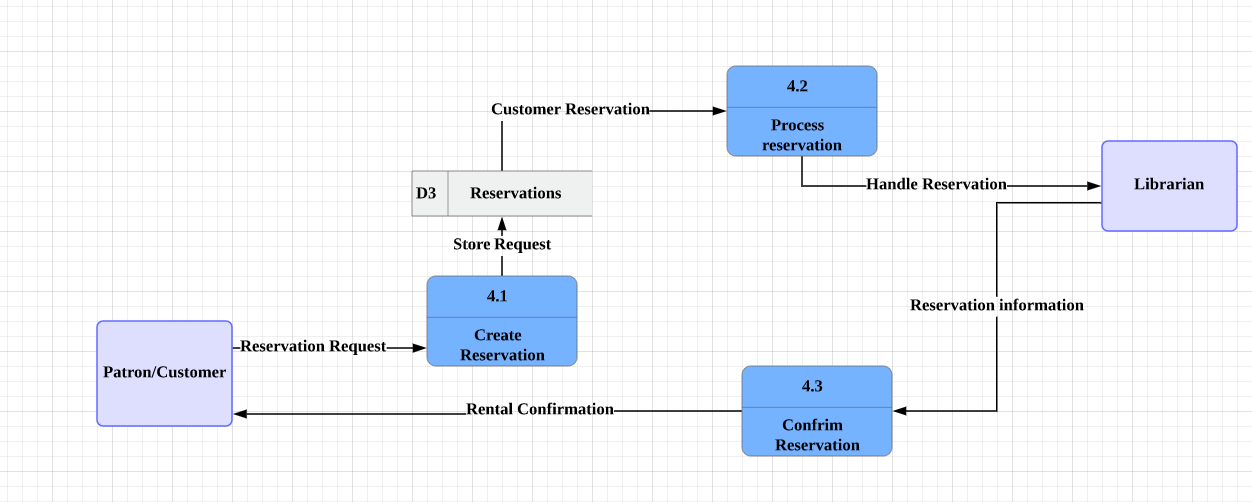 4.2
Customer Reservation
Process
reservation
Handle Reservation
Librarian
D3
Reservations
Store Request
4.1
Reservation information
Create
Reservation
Reservation Request
Patron/Customer
4.3
Rental Confirmation
Confrim
Reservation